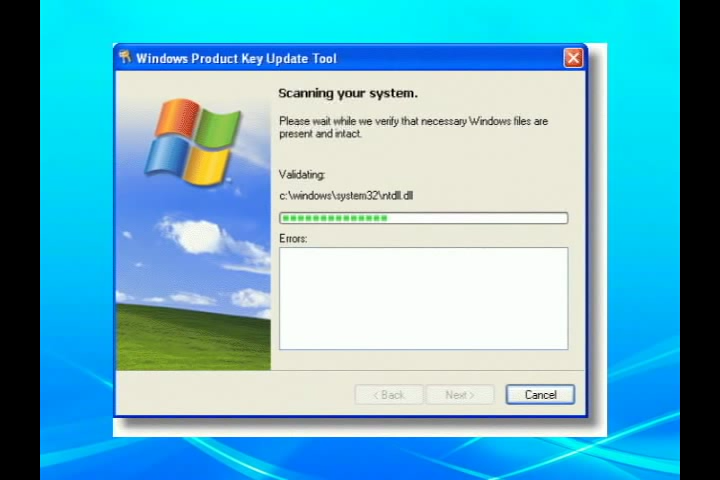 Windows Product Key Update Tool
Scanning your system.
Please wait while we verify that necessary Windows files are
present and intact.
Validating:
c:\windows\system32\ntdll.dll
Errors:
< Back
Next >
Cancel